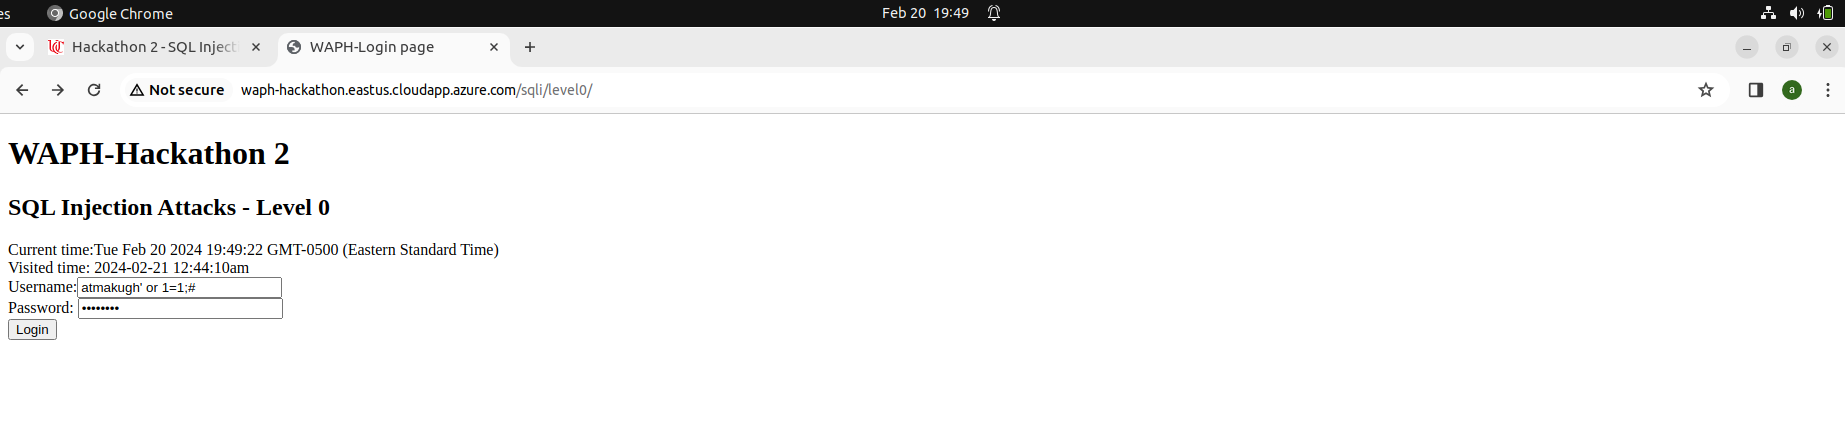 es Google Chrome Feb 20 19:49
Hackathon 2 - SQL Inject WAPH-Login page
Not secure waph-hackathon.eastus.cloudapp.azure.com/sqli/level0/ a
WAPH-Hackathon 2
SQL Injection Attacks - Level 0
Current time:Tue Feb 20 2024 19:49:22 GMT-0500 (Eastern Standard Time)
Visited time: 2024-02-21 12:44:10am
Username:atmakugh' or 1=1;#
Password: ••••••••
Login